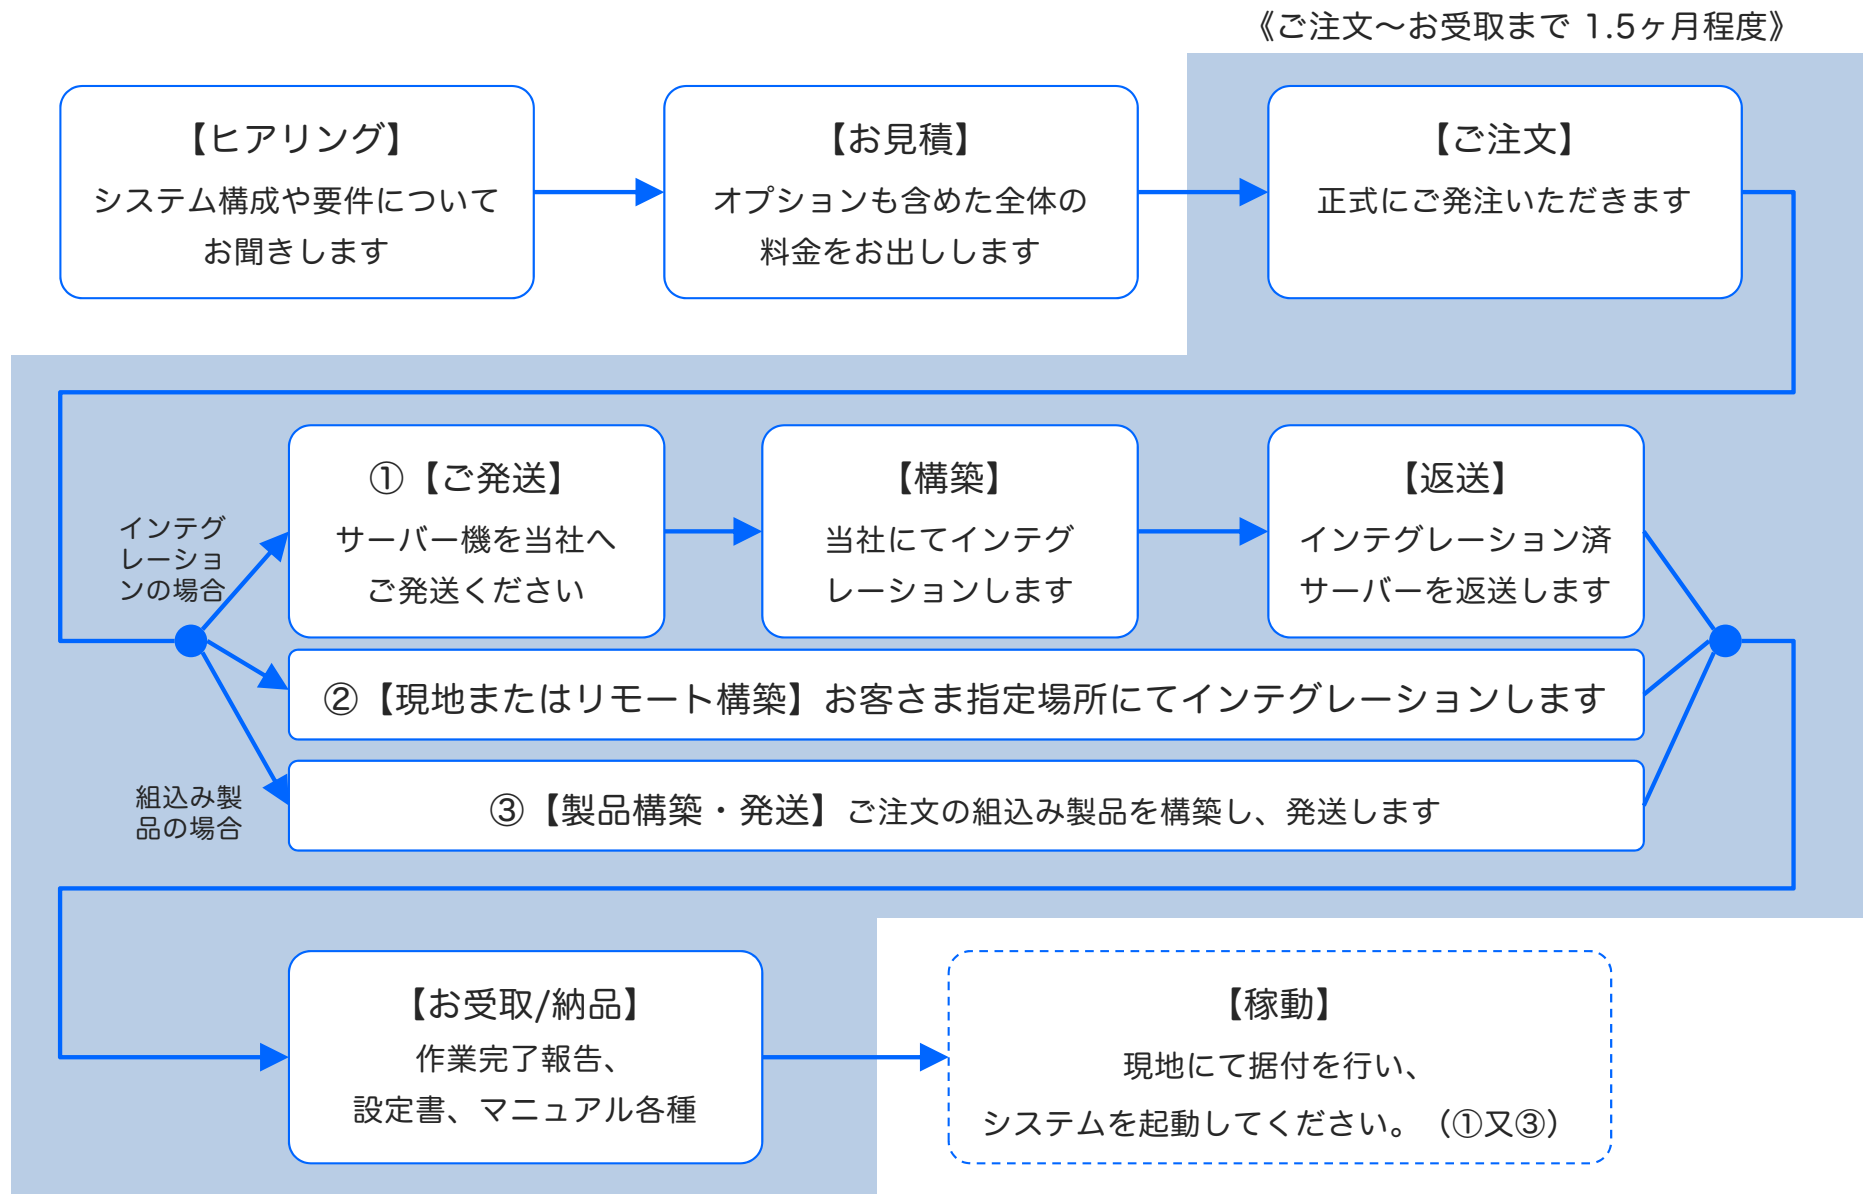 《ご注文〜お受取まで 1.5ヶ月程度》
【ヒアリング】
システム構成や要件について
お聞きします
【お見積】
オプションも含めた全体の
料金をお出しします
【ご注文】
正式にご発注いただきます
インテグ
レーショ
ンの場合
①【ご発送】
サーバー機を当社へ
ご発送ください
【構築】
当社にてインテグ
レーションします
【返送】
インテグレーション済
サーバーを返送します
②【現地またはリモート構築】お客さま指定場所にてインテグレーションします
組込み製
品の場合
③【製品構築・発送】ご注文の組込み製品を構築し、発送します
【お受取/納品】
作業完了報告、
設定書、マニュアル各種
【稼動】
現地にて据付を行い、
システムを起動してください。（①又③）